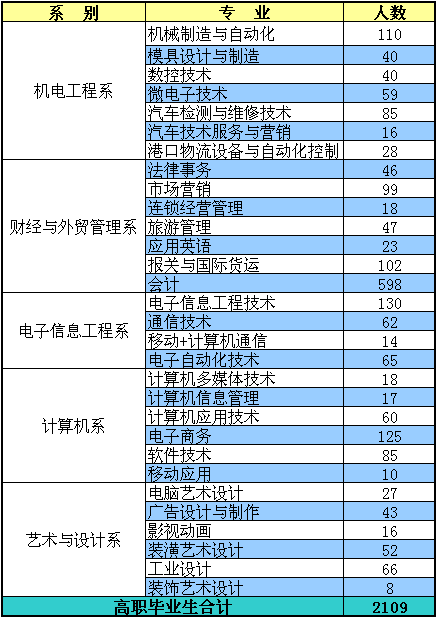 系 别 专 业 人数
机电工程系
机械制造与自动化 110
模具设计与制造 40
数控技术 40
微电子技术 59
汽车检测与维修技术 85
汽车技术服务与营销 16
港口物流设备与自动化控制 28
财经与外贸管理系
法律事务 46
市场营销 99
连锁经营管理 18
旅游管理 47
应用英语 23
报关与国际货运 102
会计 598
电子信息工程系
电子信息工程技术 130
通信技术 62
移动+计算机通信 14
电子自动化技术 65
计算机系
计算机多媒体技术 18
计算机信息管理 17
计算机应用技术 60
电子商务 125
软件技术 85
移动应用 10
艺术与设计系
电脑艺术设计 27
广告设计与制作 43
影视动画 16
装潢艺术设计 52
工业设计 66
装饰艺术设计 8
高职毕业生合计 2109